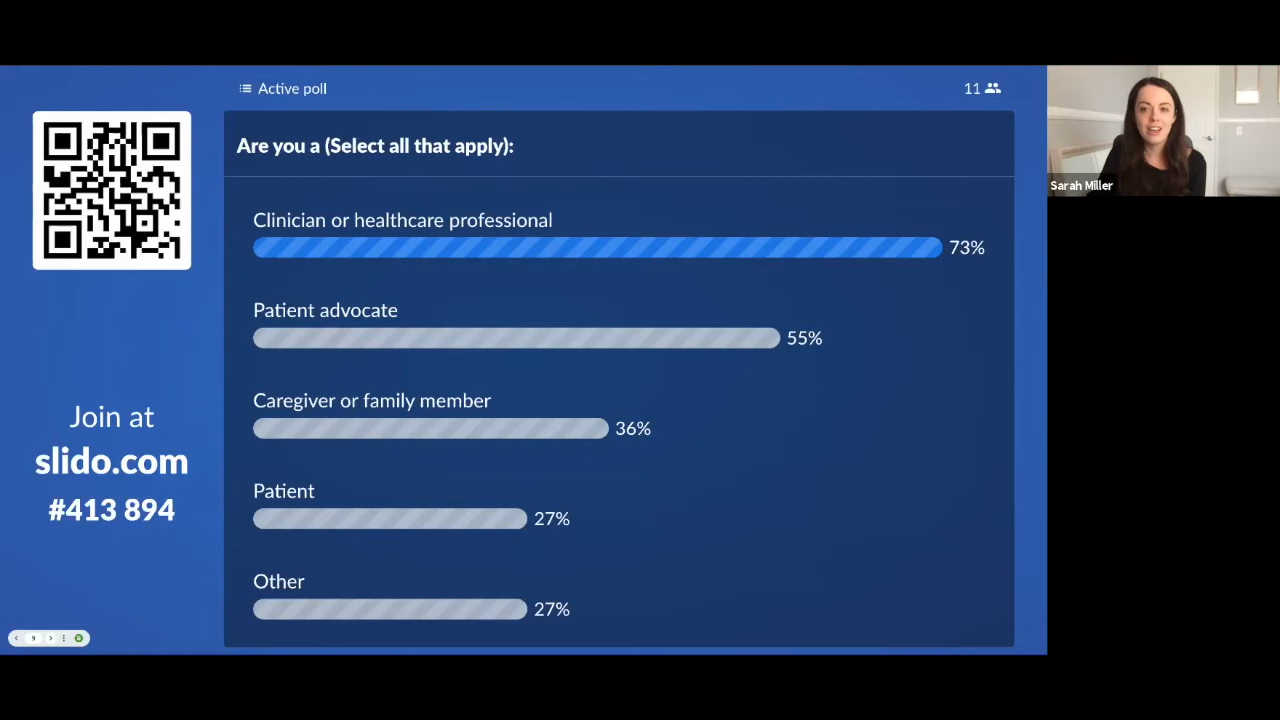 Active poll
11
Are you a (Select all that apply):
Clinician or healthcare professional
73%
Patient advocate
55%
Caregiver or family member
36%
Patient
27%
Other
27%
Join at
slido.com
#413 894
9
Sarah Miller